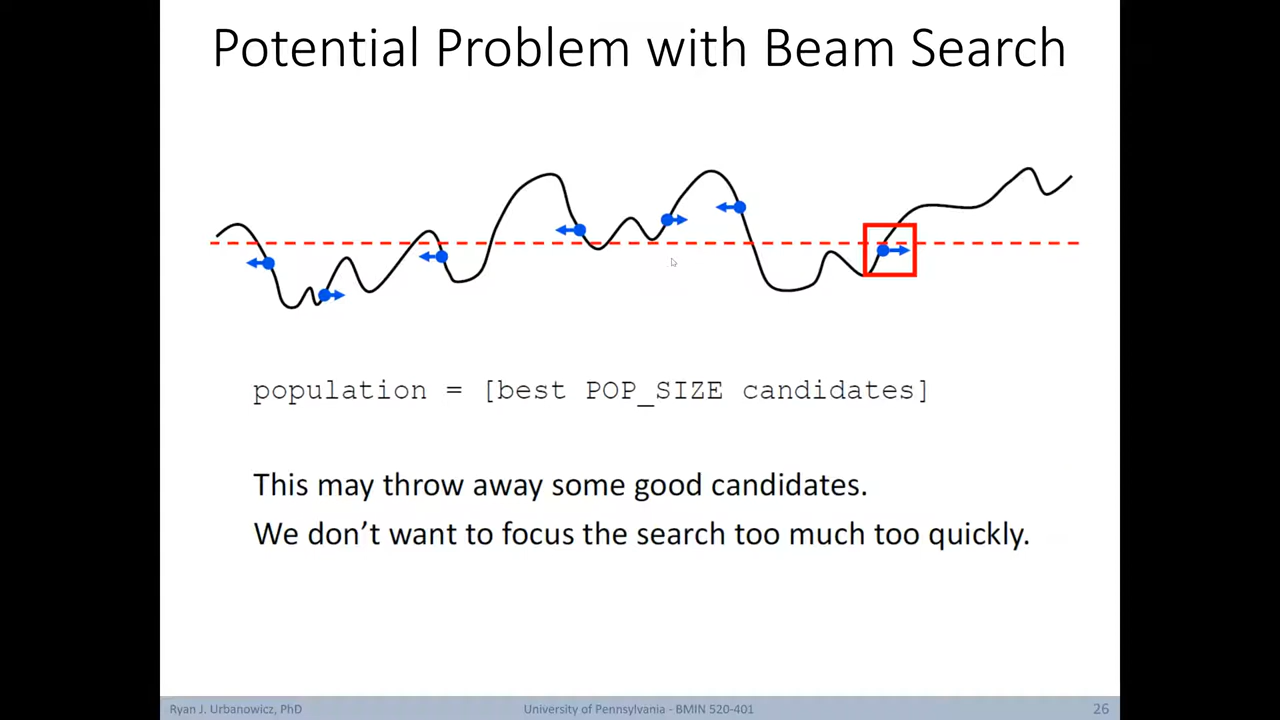 Potential Problem with Beam Search
population = [best POP_SIZE candidates]
This may throw away some good candidates.
We don’t want to focus the search too much too quickly.
Ryan J. Urbanowicz, PhD
University of Pennsylvania - BMIN 520-401
26